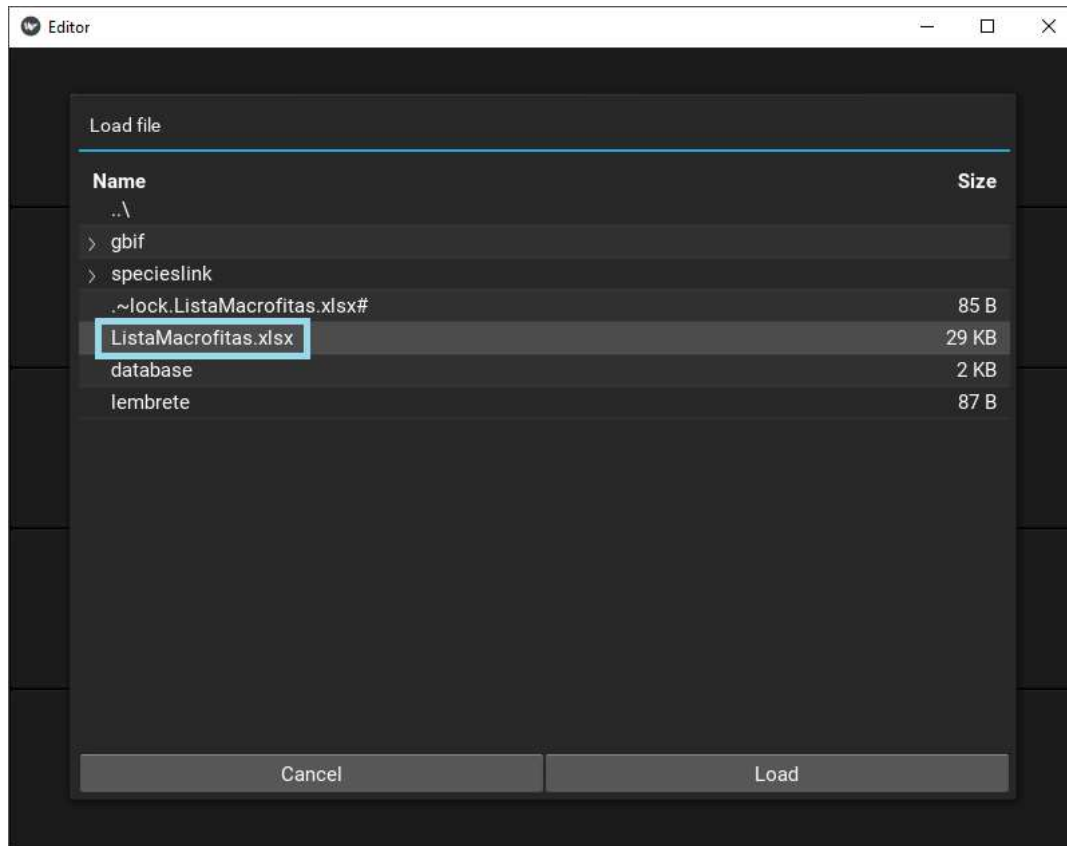 Editor
Load file
Name Size
..\
gbif
specieslink
.~lock.ListaMacrofitas.xlsx# 85 B
ListaMacrofitas.xlsx 29 KB
database 2 KB
lembrete 87 B
Cancel Load